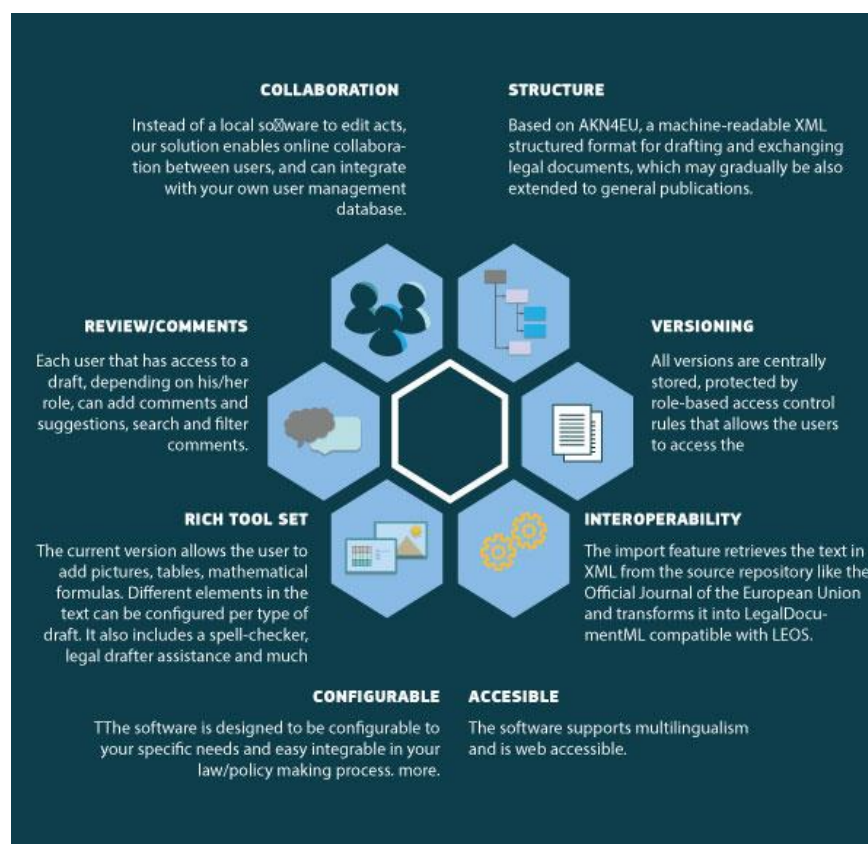 COLLABORATION
Instead of a local so☒ware to edit acts,
our solution enables online collabora-
tion between users, and can integrate
with your own user management
database.
STRUCTURE
Based on AKN4EU, a machine-readable XML
structured format for drafting and exchanging
legal documents, which may gradually be also
extended to general publications.
REVIEW/COMMENTS
Each user that has access to a
draft, depending on his/her
role, can add comments and
suggestions, search and filter
comments.
VERSIONING
All versions are centrally
stored, protected by
role-based access control
rules that allows the users
to access the
RICH TOOL SET
The current version allows the user to
add pictures, tables, mathematical
formulas. Different elements in the
text can be configured per type of
draft. It also includes a spell-checker,
legal drafter assistance and much
INTEROPERABILITY
The import feature retrieves the text in
XML from the source repository like the
Official Journal of the European Union
and transforms it into LegalDocu-
mentML compatible with LEOS.
CONFIGURABLE
TThe software is designed to be configurable to
your specific needs and easy integrable in your
law/policy making process. more.
ACCESIBLE
The software supports multilingualism
and is web accessible.